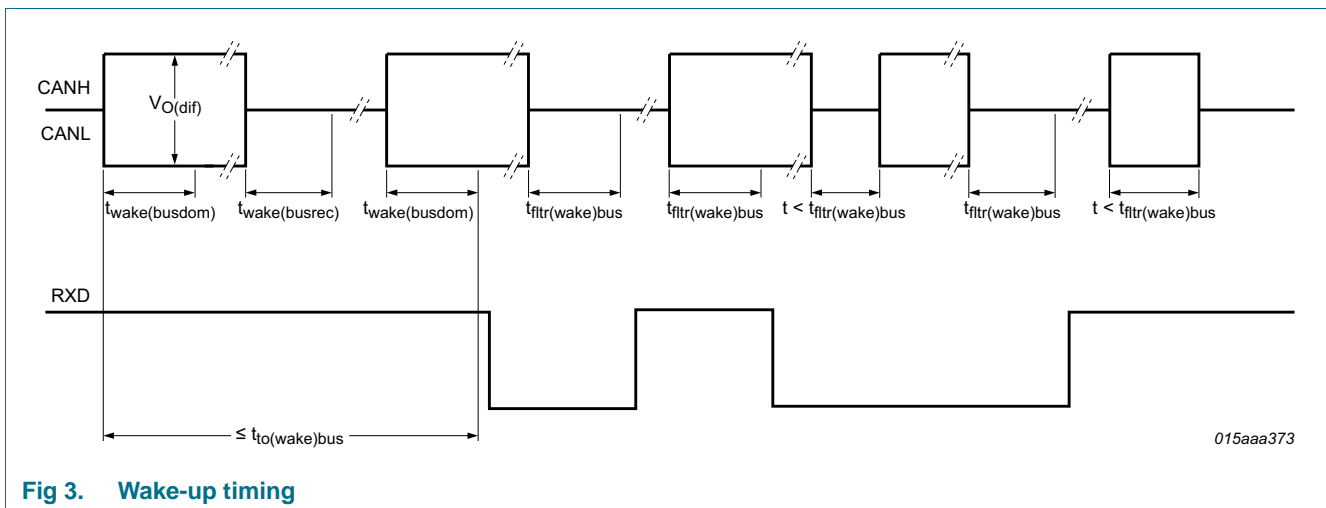 CANH
V_O(dif)
CANL
t_wake(busdom) t_wake(busrec) t_wake(busdom) t_fltr(wake)bus t_fltr(wake)bus t < t_fltr(wake)bus t_fltr(wake)bus t < t_fltr(wake)bus
RXD
≤ t_to(wake)bus
015aaa373
Fig 3. Wake-up timing